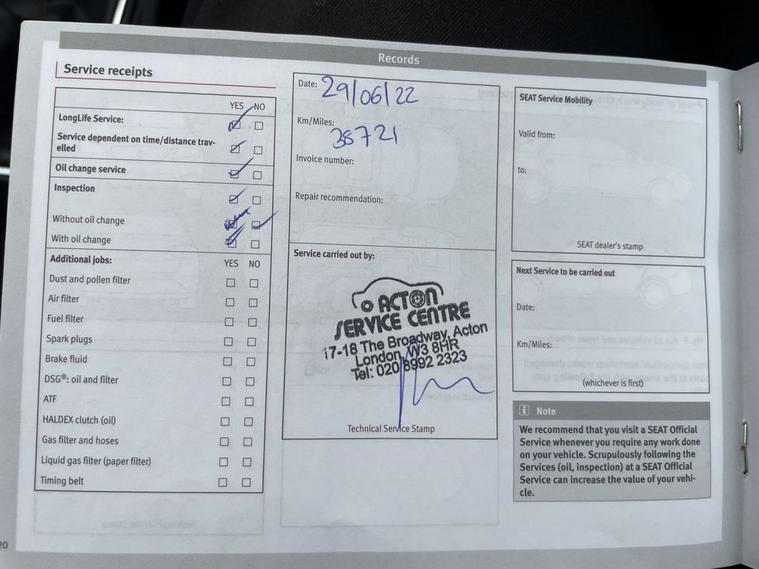 Records
Service receipts
YES NO
LongLife Service:
Service dependent on time/distance trav-
elled
Oil change service
Inspection
Without oil change
With oil change
Additional jobs: YES NO
Dust and pollen filter
Air filter
Fuel filter
Spark plugs
Brake fluid
DSG®: oil and filter
ATF
HALDEX clutch (oil)
Gas filter and hoses
Liquid gas filter (paper filter)
Timing belt
20
Date: 29/06/22
Km/Miles:
38721
Invoice number:
Repair recommendation:
Service carried out by:
ACTON
SERVICE CENTRE
17-18 The Broadway, Acton
London, W3 8HR
Tel: 020 8992 2323
Technical Service Stamp
SEAT Service Mobility
Valid from:
to:
SEAT dealer's stamp
Next Service to be carried out
Date:
Km/Miles:
(whichever is first)
i Note
We recommend that you visit a SEAT Official
Service whenever you require any work done
on your vehicle. Scrupulously following the
Services (oil, inspection) at a SEAT Official
Service can increase the value of your vehi-
cle.